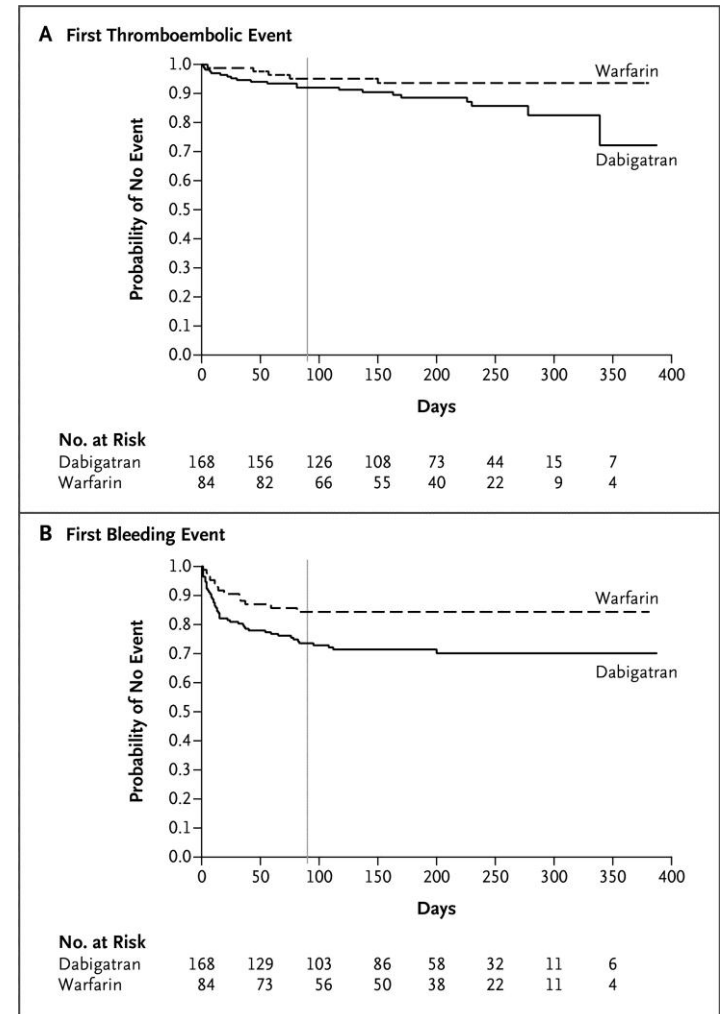 A First Thromboembolic Event
Probability of No Event
1.0
0.9
0.8
0.7
0.6
0.5
0.4
0.3
0.2
0.1
0.0
Warfarin
Dabigatran
0 50 100 150 200 250 300 350 400
Days
No. at Risk
Dabigatran 168 156 126 108 73 44 15 7
Warfarin 84 82 66 55 40 22 9 4
B First Bleeding Event
Probability of No Event
1.0
0.9
0.8
0.7
0.6
0.5
0.4
0.3
0.2
0.1
0.0
Warfarin
Dabigatran
0 50 100 150 200 250 300 350 400
Days
No. at Risk
Dabigatran 168 129 103 86 58 32 11 6
Warfarin 84 73 56 50 38 22 11 4